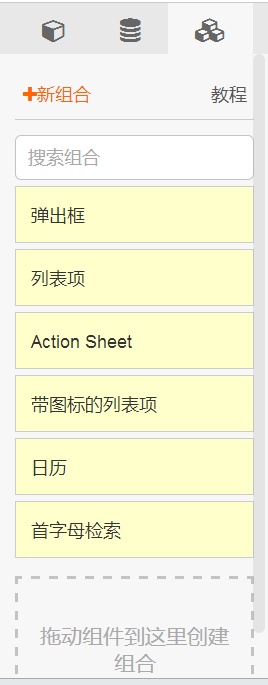 新组合 教程
搜索组合
弹出框
列表项
Action Sheet
带图标的列表项
日历
首字母检索
拖动组件到这里创建
组合